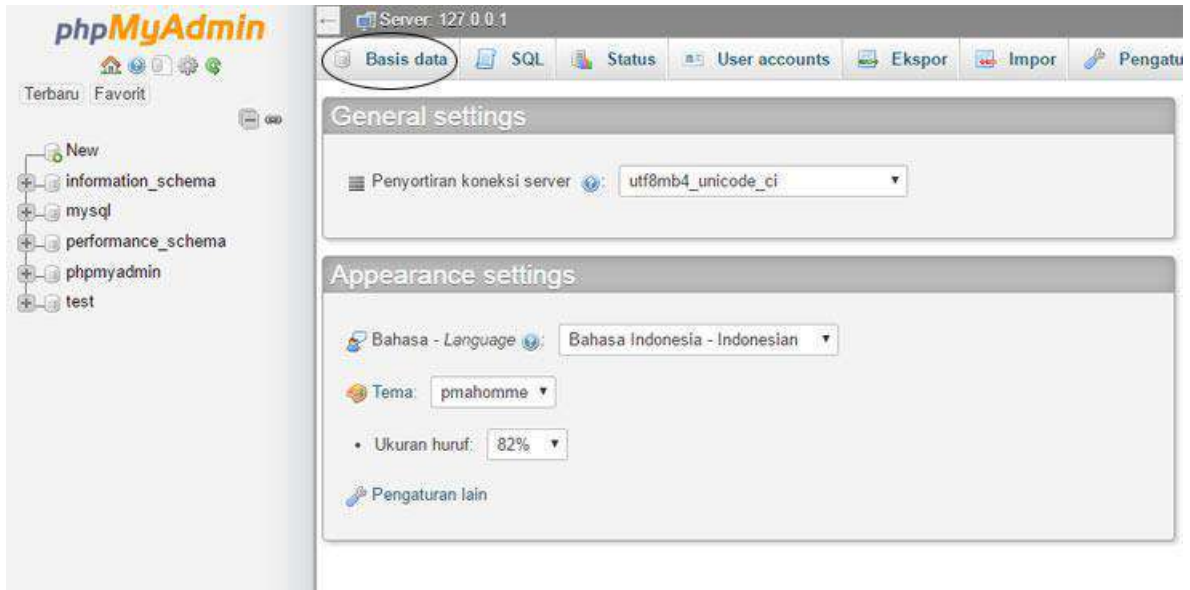 phpMyAdmin
Terbaru Favorit
New
information_schema
mysql
performance_schema
phpmyadmin
test
Server: 127.0.0.1
Basis data SQL Status User accounts Ekspor Impor Pengatu
General settings
Penyortiran koneksi server : utf8mb4_unicode_ci
Appearance settings
Bahasa - Language : Bahasa Indonesia - Indonesian
Tema: pmahomme
• Ukuran huruf: 82%
Pengaturan lain